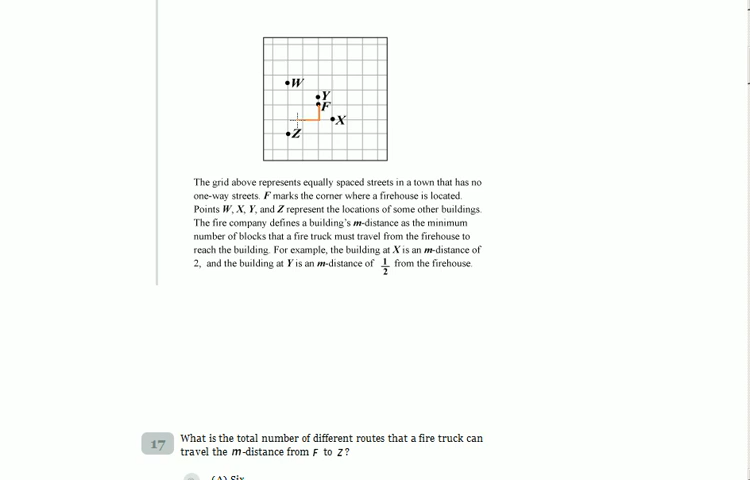 W
Y
F
X
Z
The grid above represents equally spaced streets in a town that has no
one-way streets. F marks the corner where a firehouse is located.
Points W, X, Y, and Z represent the locations of some other buildings.
The fire company defines a building's m-distance as the minimum
number of blocks that a fire truck must travel from the firehouse to
reach the building. For example, the building at X is an m-distance of
2, and the building at Y is an m-distance of 1/2 from the firehouse.
17 What is the total number of different routes that a fire truck can
travel the m-distance from F to Z?
(A) Six